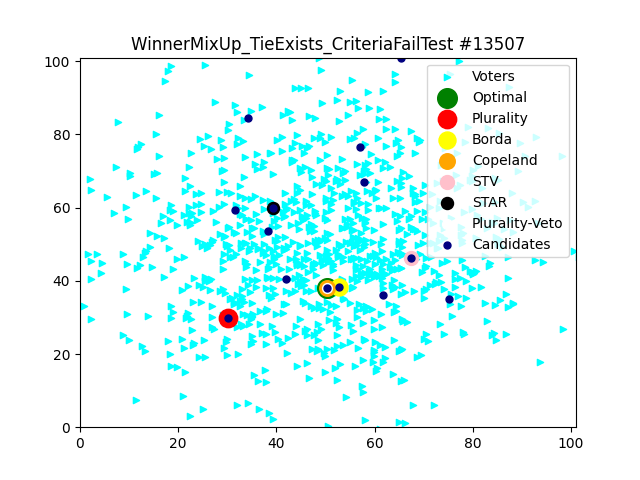 WinnerMixUp_TieExists_CriteriaFailTest #13507
100
80
60
40
20
0
0 20 40 60 80 100
Voters
Optimal
Plurality
Borda
Copeland
STV
STAR
Plurality-Veto
Candidates